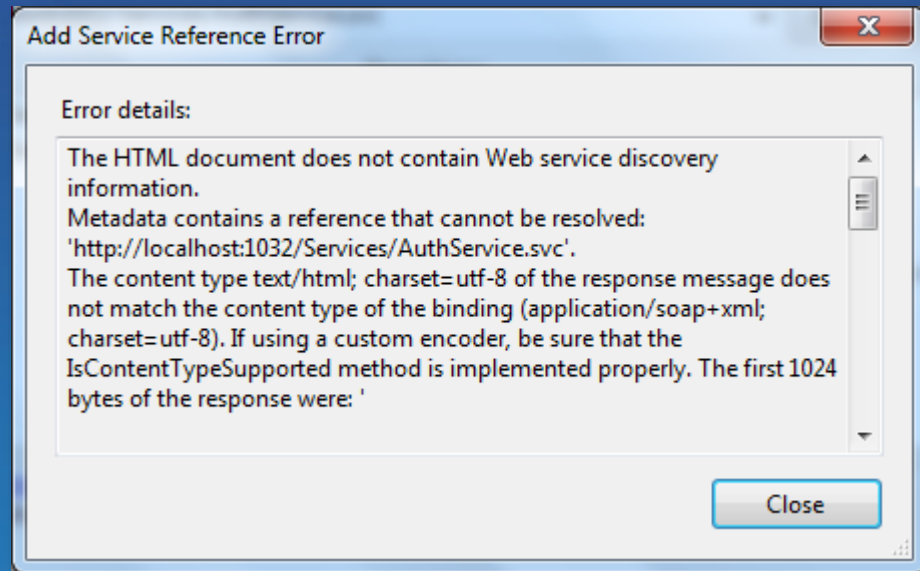 Add Service Reference Error
Error details:
The HTML document does not contain Web service discovery
information.
Metadata contains a reference that cannot be resolved:
'http://localhost:1032/Services/AuthService.svc'.
The content type text/html; charset=utf-8 of the response message does
not match the content type of the binding (application/soap+xml;
charset=utf-8). If using a custom encoder, be sure that the
IsContentTypeSupported method is implemented properly. The first 1024
bytes of the response were: '
Close